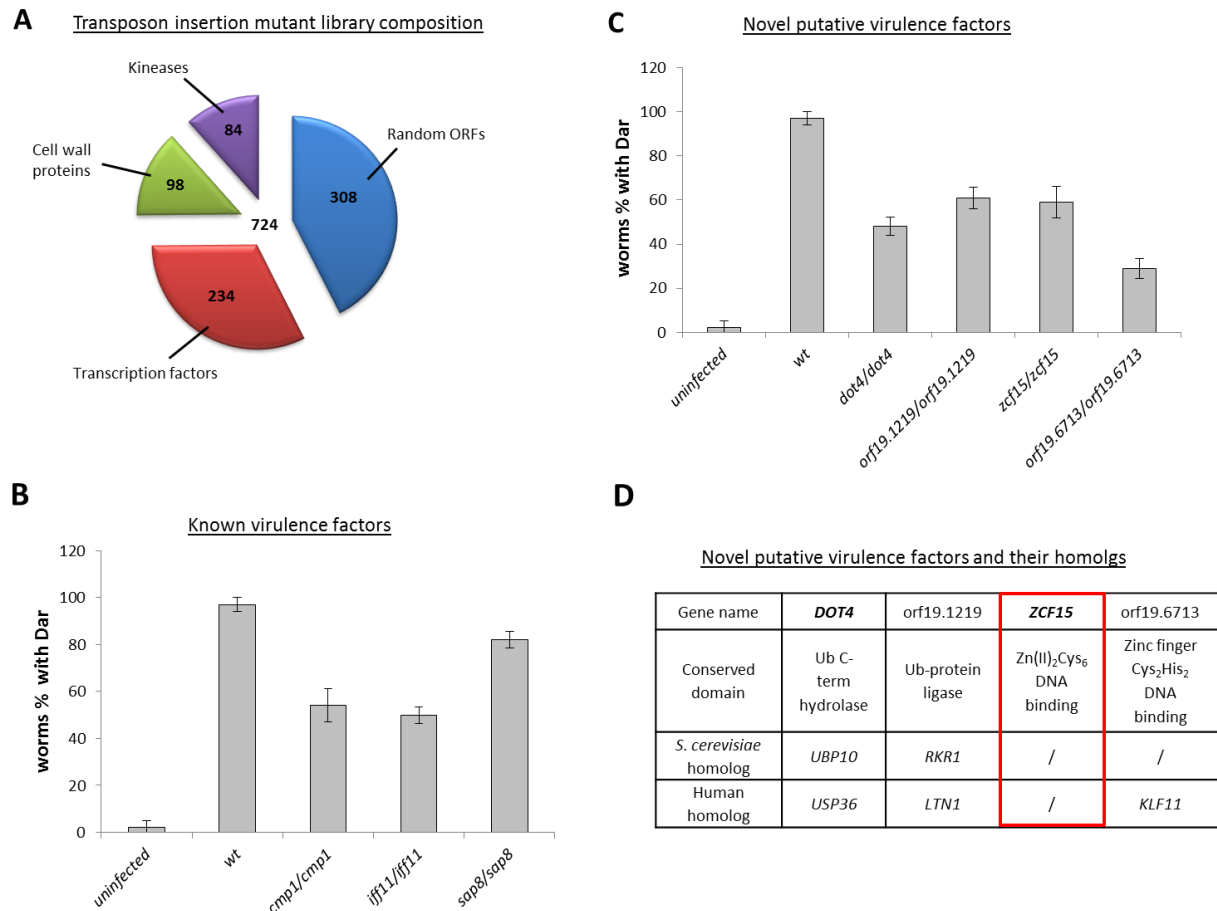 A
Transposon insertion mutant library composition
Kineases
84
Random ORFs
Cell wall
proteins
98
308
724
234
Transcription factors
B
Known virulence factors
worms % with Dar
120
100
80
60
40
20
0
uninfected
wt
cmp1/cmp1
iff11/iff11
sap8/sap8
C
Novel putative virulence factors
worms % with Dar
120
100
80
60
40
20
0
uninfected
wt
dot4/dot4
orf19.1219/orf19.1219
zcf15/zcf15
orf19.6713/orf19.6713
D
Novel putative virulence factors and their homolgs
Gene name DOT4 orf19.1219 ZCF15 orf19.6713
Conserved
domain
Ub C-
term
hydrolase
Ub-protein
ligase
Zn(II)₂Cys₆
DNA
binding
Zinc finger
Cys₂His₂
DNA
binding
S. cerevisiae
homolog
UBP10 RKR1 / /
Human
homolog
USP36 LTN1 / KLF11